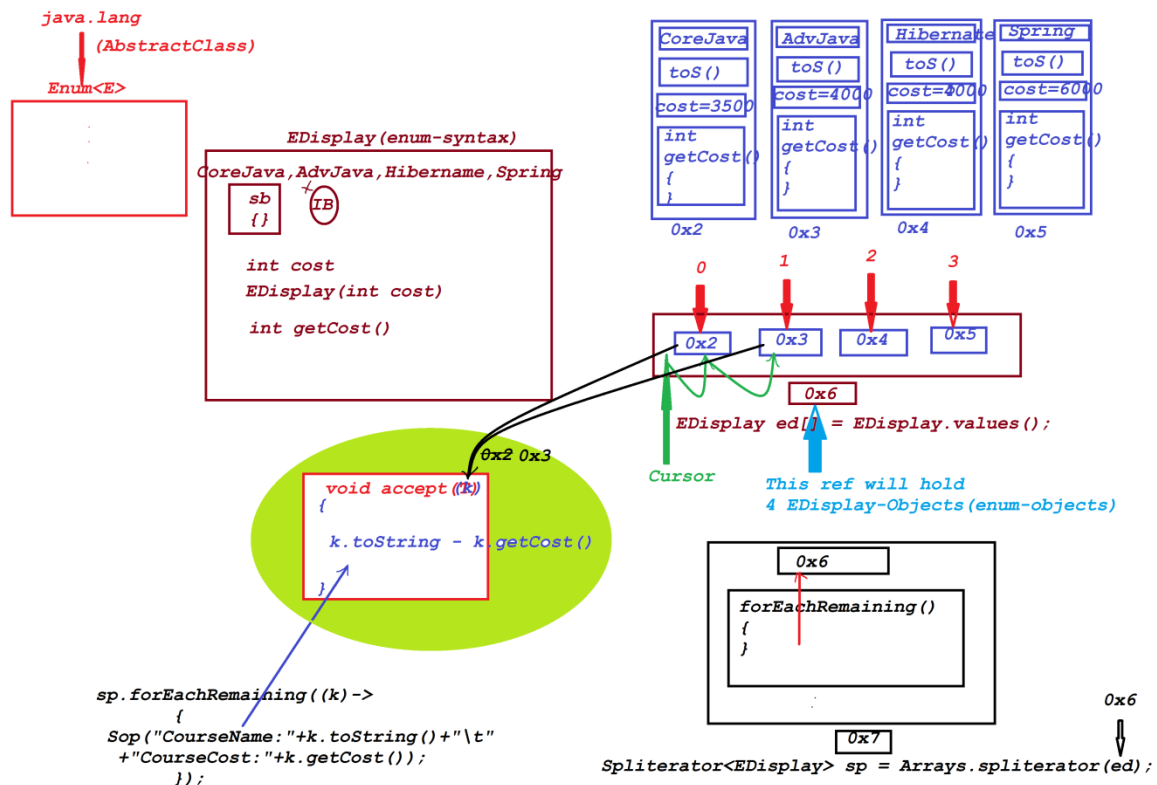 java.lang
(AbstractClass)
Enum<E>
EDisplay(enum-syntax)
CoreJava,AdvJava,Hibername,Spring
sb
{}
IB
int cost
EDisplay(int cost)
int getCost()
CoreJava
toS()
cost=3500
int
getCost()
{
}
0x2
AdvJava
toS()
cost=4000
int
getCost()
{
}
0x3
Hibernate
toS()
cost=4000
int
getCost()
{
}
0x4
Spring
toS()
cost=6000
int
getCost()
{
}
0x5
0 1 2 3
0x2 0x3 0x4 0x5
0x6
EDisplay ed[] = EDisplay.values();
Cursor
This ref will hold
4 EDisplay-Objects(enum-objects)
0x2 0x3
void accept(k)
{
k.toString - k.getCost()
}
sp.forEachRemaining((k)->
{
Sop("CourseName:"+k.toString()+"\t"
+"CourseCost:"+k.getCost());
});
0x6
forEachRemaining()
{
}
0x7
0x6
Spliterator<EDisplay> sp = Arrays.spliterator(ed);